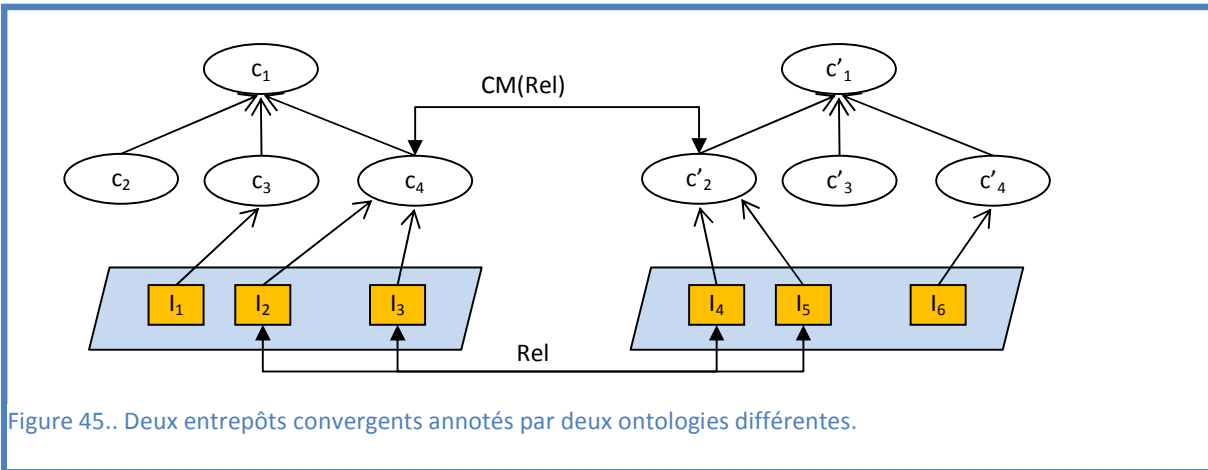 c1 c'1
CM(Rel)
c2 c3 c4 c'2 c'3 c'4
I1 I2 I3 I4 I5 I6
Rel
Figure 45.. Deux entrepôts convergents annotés par deux ontologies différentes.